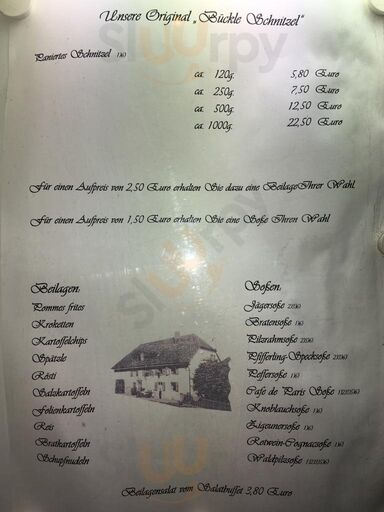 Unsere Original „Bückle Schnitzel“
Paniertes Schnitzel
ca. 120g. 5,80 Euro
ca. 250g. 7,50 Euro
ca. 500g. 12,50 Euro
ca. 1000g. 22,50 Euro
Für einen Aufpreis von 2,50 Euro erhalten Sie dazu eine BeilageIhrer Wahl.
Für einen Aufpreis von 1,50 Euro erhalten Sie eine Soße Ihren Wahl
Beilagen:
Pommes frites
Kroketten
Kartoffelchips
Spätzle
Rösti
Salzkartoffeln
Folienkartoffeln
Reis
Bratkartoffeln
Schupfnudeln
Soßen:
Jägersoße
Bratensoße
Pilzrahmsoße
Pfifferling-Specksoße
Peffersoße
Cafe de Paris Soße
Knoblauchsoße
Zigeunersoße
Rotwein-Cognacsoße
Waldpilzsoße
Beilagensalat vom Salatbuffet 3,80 Euro